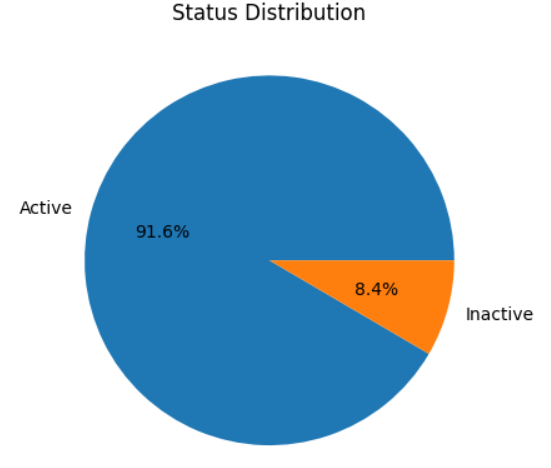 Status Distribution
Active
91.6%
8.4%
Inactive